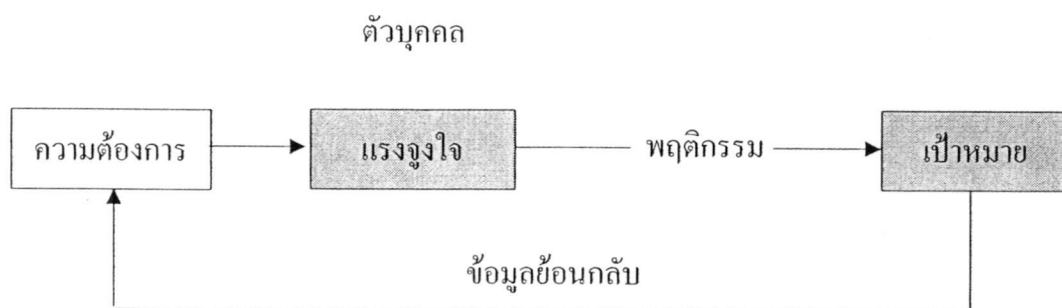 ตัวบุคคล
ความต้องการ
แรงจูงใจ
พฤติกรรม
เป้าหมาย
ข้อมูลย้อนกลับ